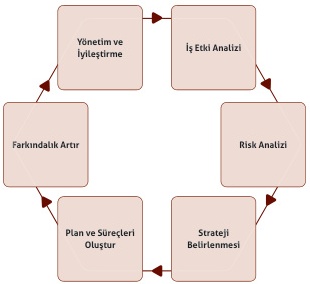 Yönetim ve
İyileştirme
İş Etki Analizi
Farkındalık Artır
Risk Analizi
Plan ve Süreçleri
Oluştur
Strateji
Belirlenmesi